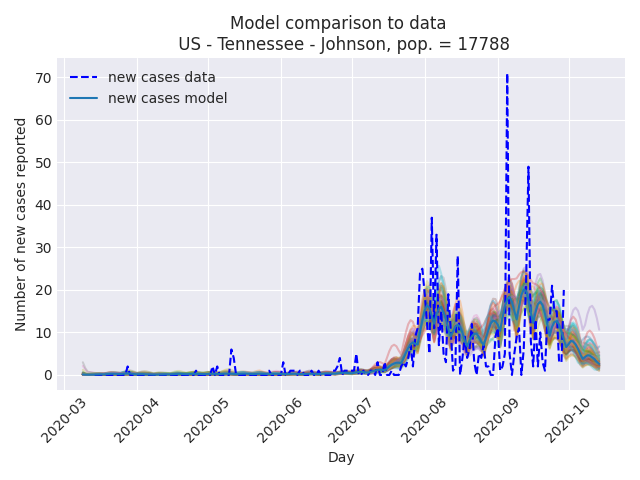 Model comparison to data
US - Tennessee - Johnson, pop. = 17788
new cases data
new cases model
Number of new cases reported
70
60
50
40
30
20
10
0
2020-03
2020-04
2020-05
2020-06
2020-07
2020-08
2020-09
2020-10
Day